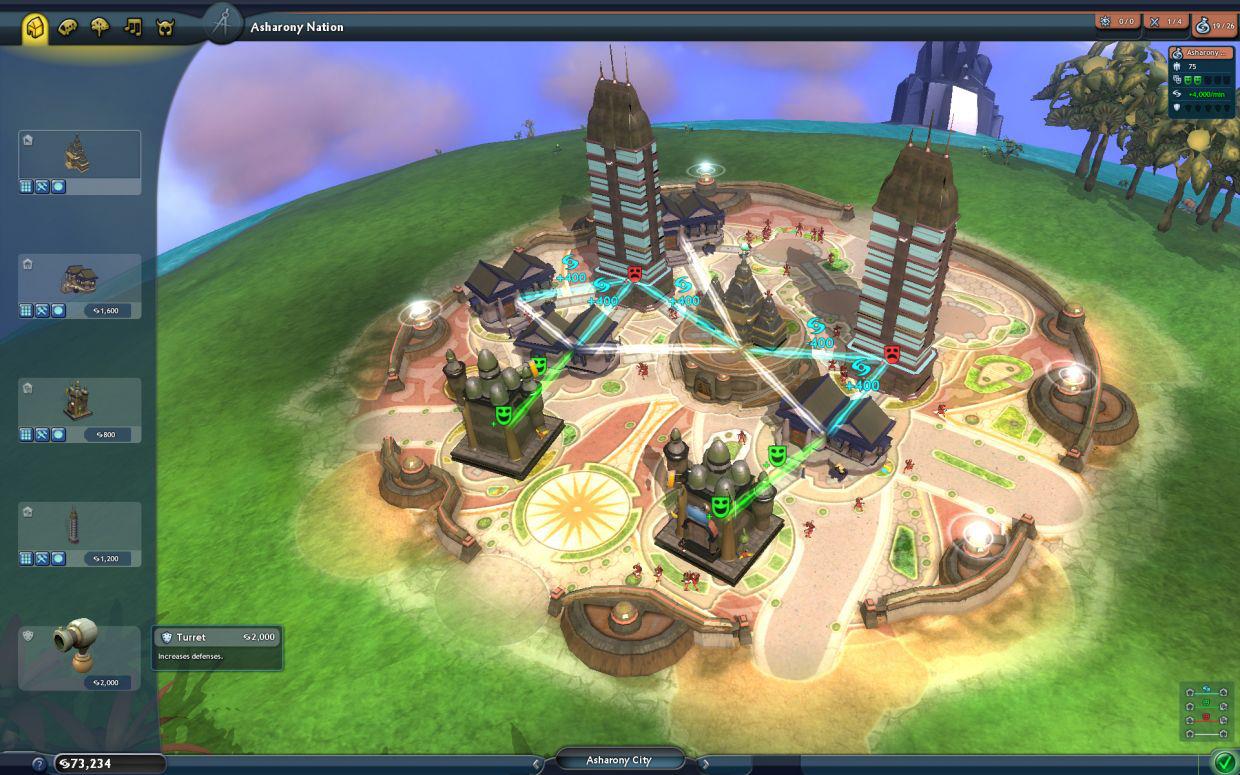 Asharony Nation
0/0
1/4
19/26
Asharony ...
75
+4,000/min
1,600
800
1,200
2,000
Turret 2,000
Increases defenses.
+400
+400
+400
+400
73,234
Asharony City
?